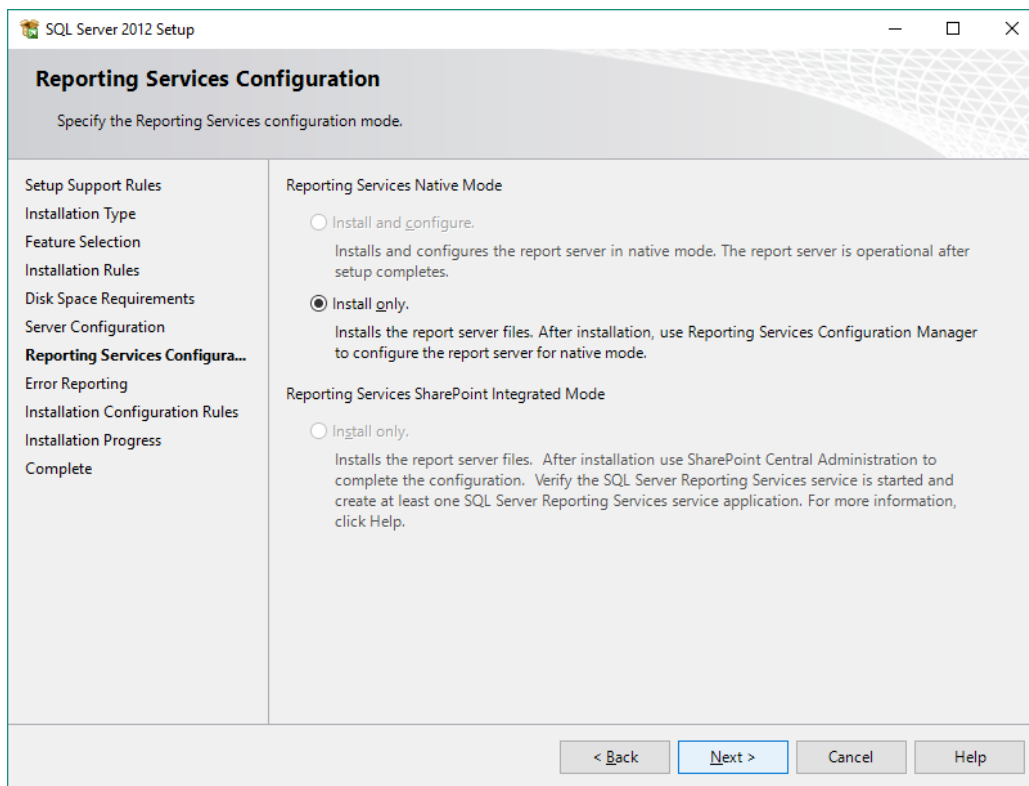 SQL Server 2012 Setup
Reporting Services Configuration
Specify the Reporting Services configuration mode.
Setup Support Rules
Installation Type
Feature Selection
Installation Rules
Disk Space Requirements
Server Configuration
Reporting Services Configura...
Error Reporting
Installation Configuration Rules
Installation Progress
Complete
Reporting Services Native Mode
Install and configure.
Installs and configures the report server in native mode. The report server is operational after
setup completes.
Install only.
Installs the report server files. After installation, use Reporting Services Configuration Manager
to configure the report server for native mode.
Reporting Services SharePoint Integrated Mode
Install only.
Installs the report server files.  After installation use SharePoint Central Administration to
complete the configuration.  Verify the SQL Server Reporting Services service is started and
create at least one SQL Server Reporting Services service application. For more information,
click Help.
< Back
Next >
Cancel
Help